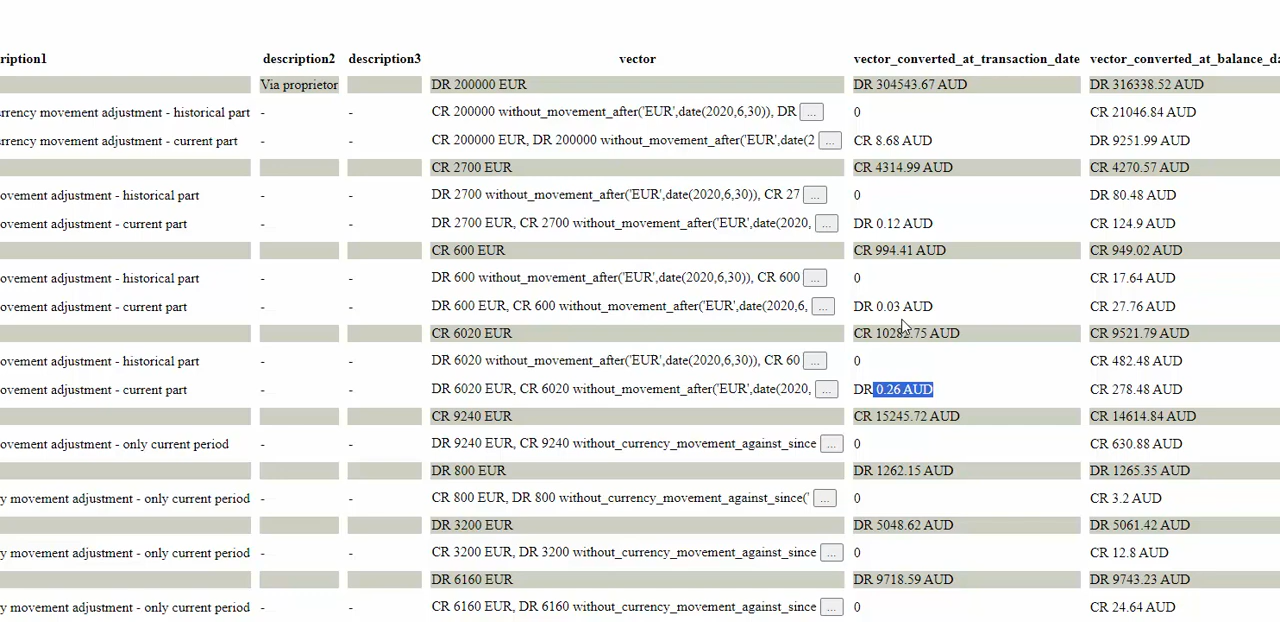 ription1 description2 description3 vector vector_converted_at_transaction_date vector_converted_at_balance_da
Via proprietor DR 200000 EUR DR 304543.67 AUD DR 316338.52 AUD
rrency movement adjustment - historical part - - CR 200000 without_movement_after('EUR',date(2020,6,30)), DR ... 0 CR 21046.84 AUD
rrency movement adjustment - current part - - CR 200000 EUR, DR 200000 without_movement_after('EUR',date(2 ... CR 8.68 AUD DR 9251.99 AUD
CR 2700 EUR CR 4314.99 AUD CR 4270.57 AUD
ovement adjustment - historical part - - DR 2700 without_movement_after('EUR',date(2020,6,30)), CR 27 ... 0 DR 80.48 AUD
ovement adjustment - current part - - DR 2700 EUR, CR 2700 without_movement_after('EUR',date(2020, ... DR 0.12 AUD CR 124.9 AUD
CR 600 EUR CR 994.41 AUD CR 949.02 AUD
ovement adjustment - historical part - - DR 600 without_movement_after('EUR',date(2020,6,30)), CR 600 ... 0 CR 17.64 AUD
ovement adjustment - current part - - DR 600 EUR, CR 600 without_movement_after('EUR',date(2020,6, ... DR 0.03 AUD CR 27.76 AUD
CR 6020 EUR CR 10282.75 AUD CR 9521.79 AUD
ovement adjustment - historical part - - DR 6020 without_movement_after('EUR',date(2020,6,30)), CR 60 ... 0 CR 482.48 AUD
ovement adjustment - current part - - DR 6020 EUR, CR 6020 without_movement_after('EUR',date(2020, ... DR 0.26 AUD CR 278.48 AUD
CR 9240 EUR CR 15245.72 AUD CR 14614.84 AUD
ovement adjustment - only current period - - DR 9240 EUR, CR 9240 without_currency_movement_against_since ... 0 CR 630.88 AUD
DR 800 EUR DR 1262.15 AUD DR 1265.35 AUD
y movement adjustment - only current period - - CR 800 EUR, DR 800 without_currency_movement_against_since(' ... 0 CR 3.2 AUD
DR 3200 EUR DR 5048.62 AUD DR 5061.42 AUD
y movement adjustment - only current period - - CR 3200 EUR, DR 3200 without_currency_movement_against_since ... 0 CR 12.8 AUD
DR 6160 EUR DR 9718.59 AUD DR 9743.23 AUD
y movement adjustment - only current period - - CR 6160 EUR, DR 6160 without_currency_movement_against_since ... 0 CR 24.64 AUD